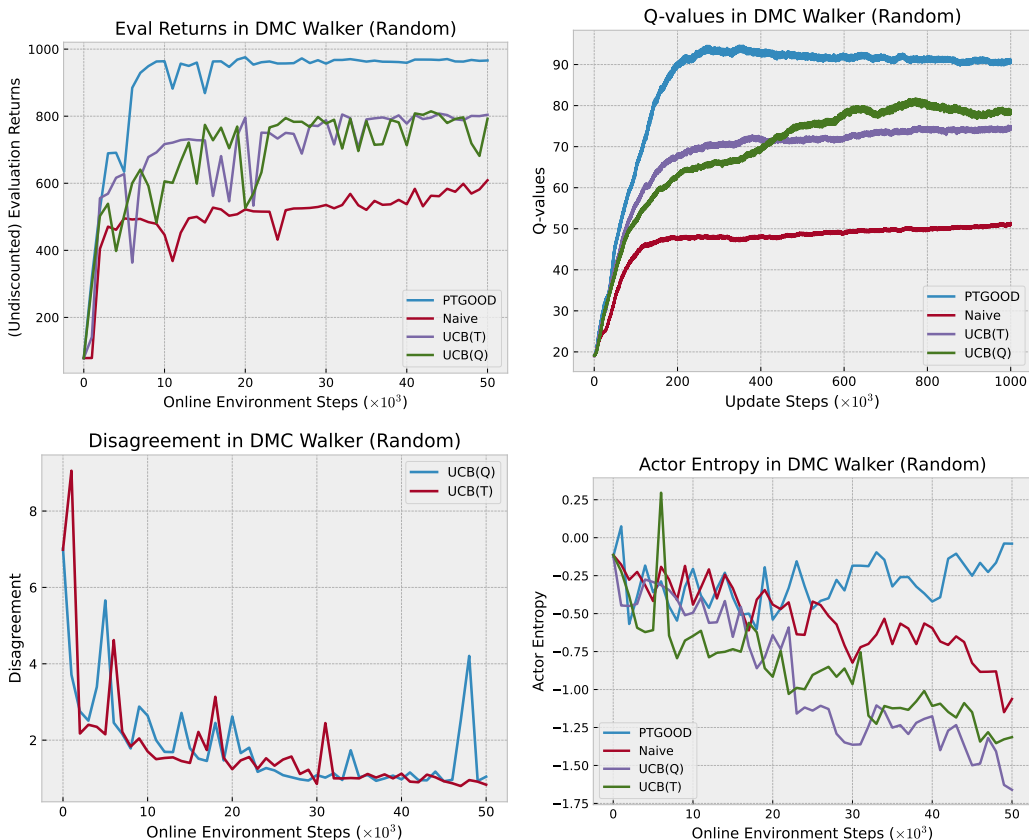 Eval Returns in DMC Walker (Random)
(Undiscounted) Evaluation Returns
1000
800
600
400
200
0
10
20
30
40
50
Online Environment Steps (×10³)
PTGOOD
Naive
UCB(T)
UCB(Q)
Q-values in DMC Walker (Random)
Q-values
90
80
70
60
50
40
30
20
0
200
400
600
800
1000
Update Steps (×10³)
PTGOOD
Naive
UCB(T)
UCB(Q)
Disagreement in DMC Walker (Random)
Disagreement
8
6
4
2
0
10
20
30
40
50
Online Environment Steps (×10³)
UCB(Q)
UCB(T)
Actor Entropy in DMC Walker (Random)
Actor Entropy
0.25
0.00
−0.25
−0.50
−0.75
−1.00
−1.25
−1.50
−1.75
0
10
20
30
40
50
Online Environment Steps (×10³)
PTGOOD
Naive
UCB(Q)
UCB(T)